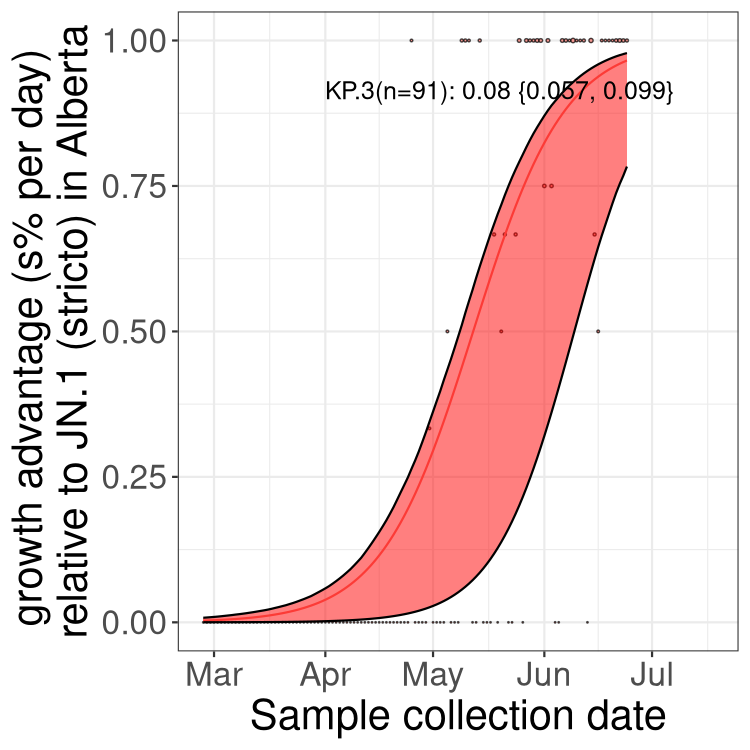 growth advantage (s% per day)
relative to JN.1 (stricto) in Alberta
1.00
0.75
0.50
0.25
0.00
KP.3(n=91): 0.08 {0.057, 0.099}
Mar Apr May Jun Jul
Sample collection date